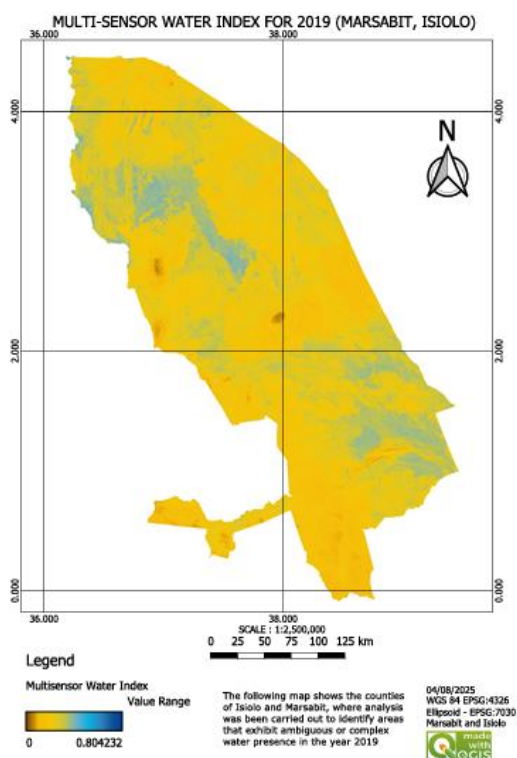 MULTI-SENSOR WATER INDEX FOR 2019 (MARSABIT, ISIOLO)
36.000 38.000
4.000 4.000
N
2.000 2.000
0.000 0.000
36.000 38.000
SCALE : 1:2,500,000
0 25 50 75 100 125 km
Legend
Multisensor Water Index
Value Range
0 0.804232
The following map shows the counties
of Isiolo and Marsabit, where analysis
was been carried out to identify areas
that exhibit ambiguous or complex
water presence in the year 2019
04/08/2025
WGS 84 EPSG:4326
Ellipsoid - EPSG:7030
Marsabit and Isiolo
made
with
QGIS